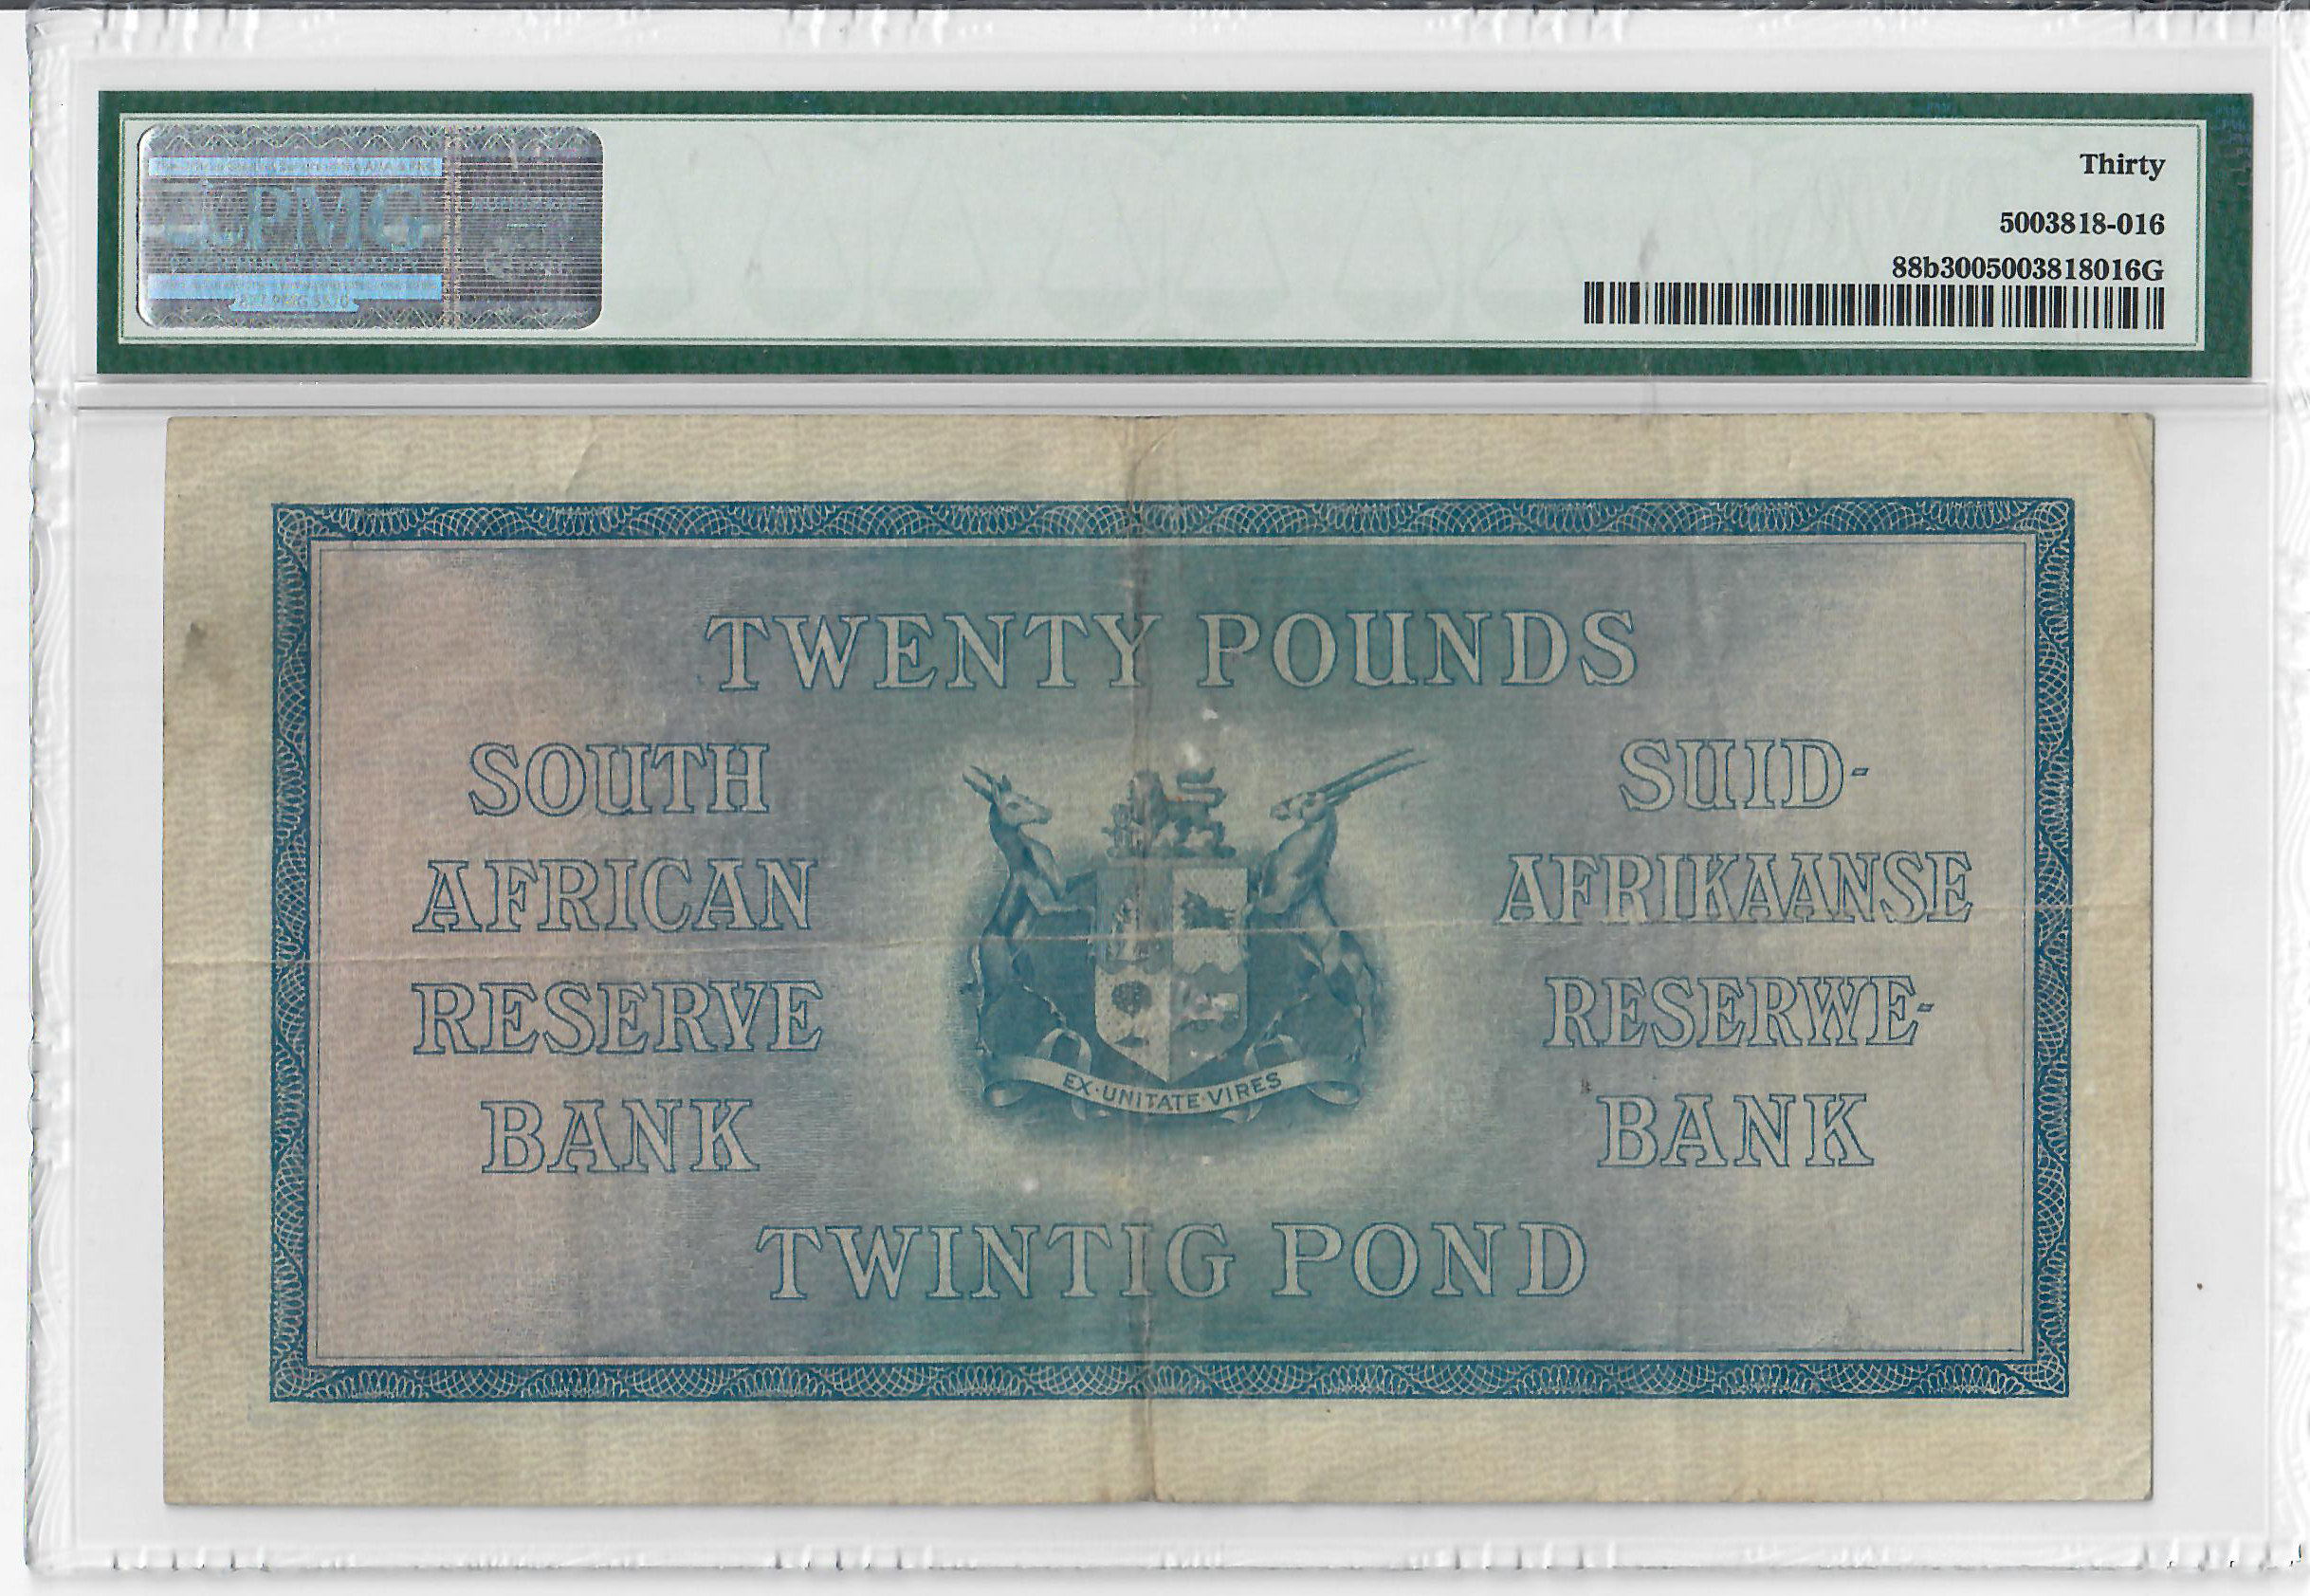 Thirty
5003818-016
88b3005003818016G
PMG
TWENTY POUNDS
SOUTH
AFRICAN
RESERVE
BANK
SUID-
AFRIKAANSE
RESERWE-
BANK
EX·UNITATE·VIRES
TWINTIG POND